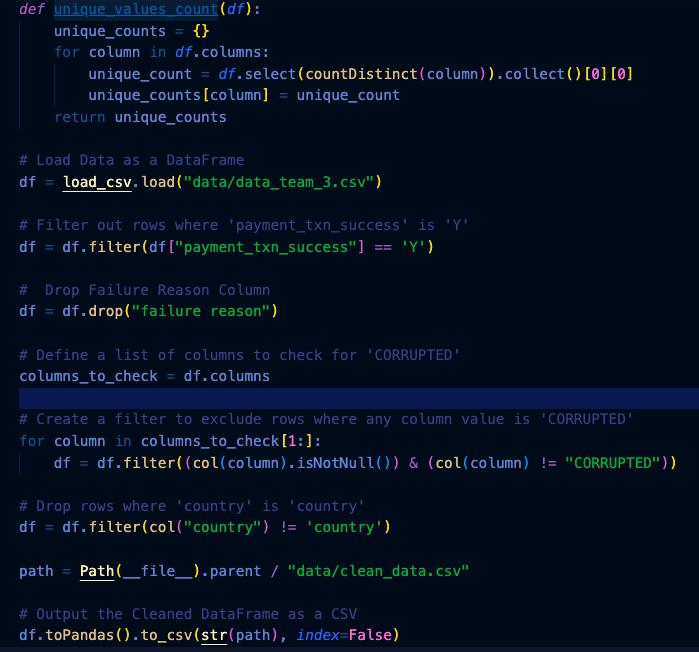 def unique_values_count(df):
    unique_counts = {}
    for column in df.columns:
        unique_count = df.select(countDistinct(column)).collect()[0][0]
        unique_counts[column] = unique_count
    return unique_counts
# Load Data as a DataFrame
df = load_csv.load("data/data_team_3.csv")
# Filter out rows where 'payment_txn_success' is 'Y'
df = df.filter(df["payment_txn_success"] == 'Y')
#  Drop Failure Reason Column
df = df.drop("failure reason")
# Define a list of columns to check for 'CORRUPTED'
columns_to_check = df.columns
# Create a filter to exclude rows where any column value is 'CORRUPTED'
for column in columns_to_check[1:]:
    df = df.filter((col(column).isNotNull()) & (col(column) != "CORRUPTED"))
# Drop rows where 'country' is 'country'
df = df.filter(col("country") != 'country')
path = Path(__file__).parent / "data/clean_data.csv"
# Output the Cleaned DataFrame as a CSV
df.toPandas().to_csv(str(path), index=False)